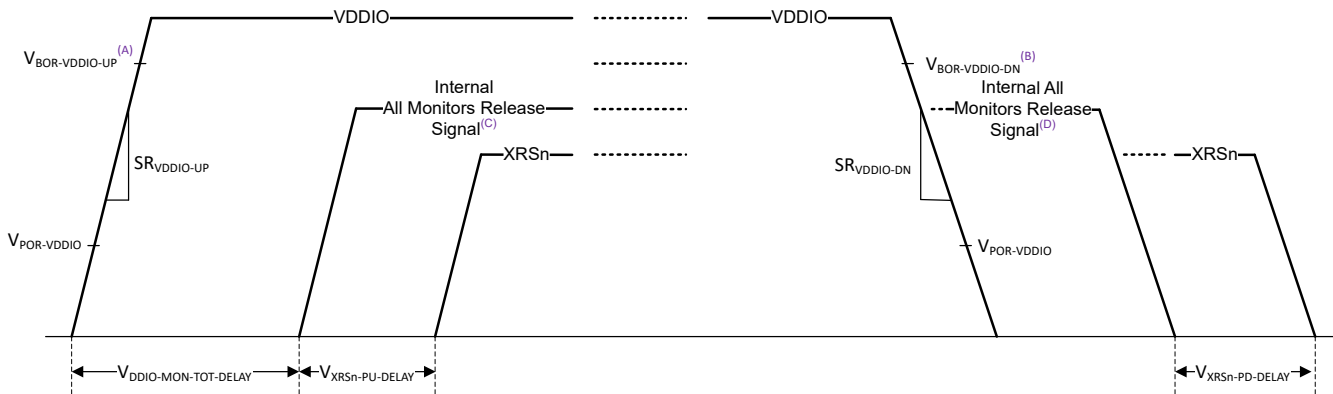 VDDIO
VDDIO
VBOR-VDDIO-UP(A)
VBOR-VDDIO-DN(B)
Internal
All Monitors Release
Signal(C)
Internal All
Monitors Release
Signal(D)
XRSn
XRSn
SRVDDIO-UP
SRVDDIO-DN
VPOR-VDDIO
VPOR-VDDIO
VDDIO-MON-TOT-DELAY
VXRSn-PU-DELAY
VXRSn-PD-DELAY